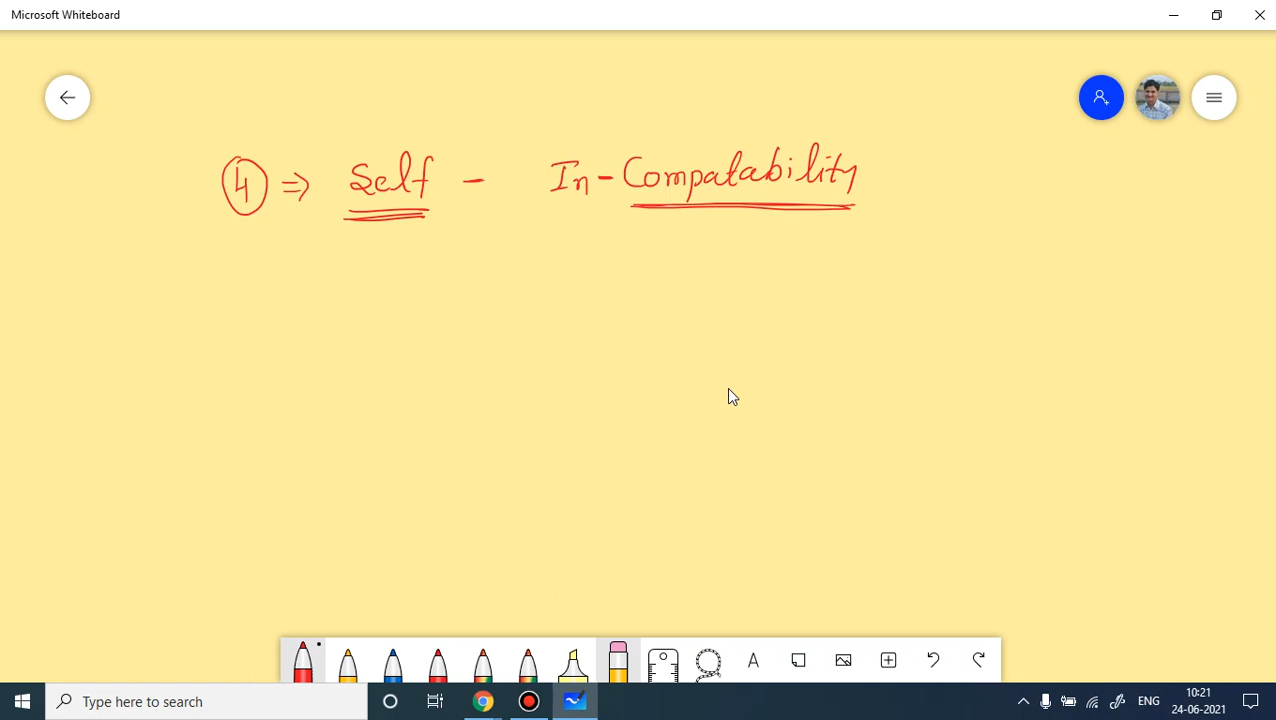 Microsoft Whiteboard
4 ⇒ Self - In-Compatability
A
Type here to search
ENG
10:21
24-06-2021